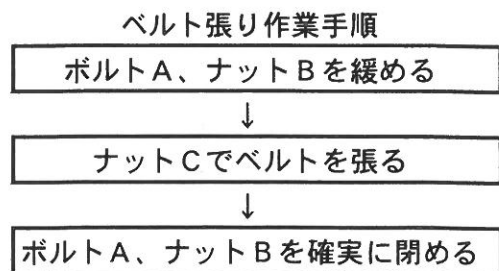 ベルト張り作業手順
ボルトA、ナットBを緩める
↓
ナットCでベルトを張る
↓
ボルトA、ナットBを確実に閉める